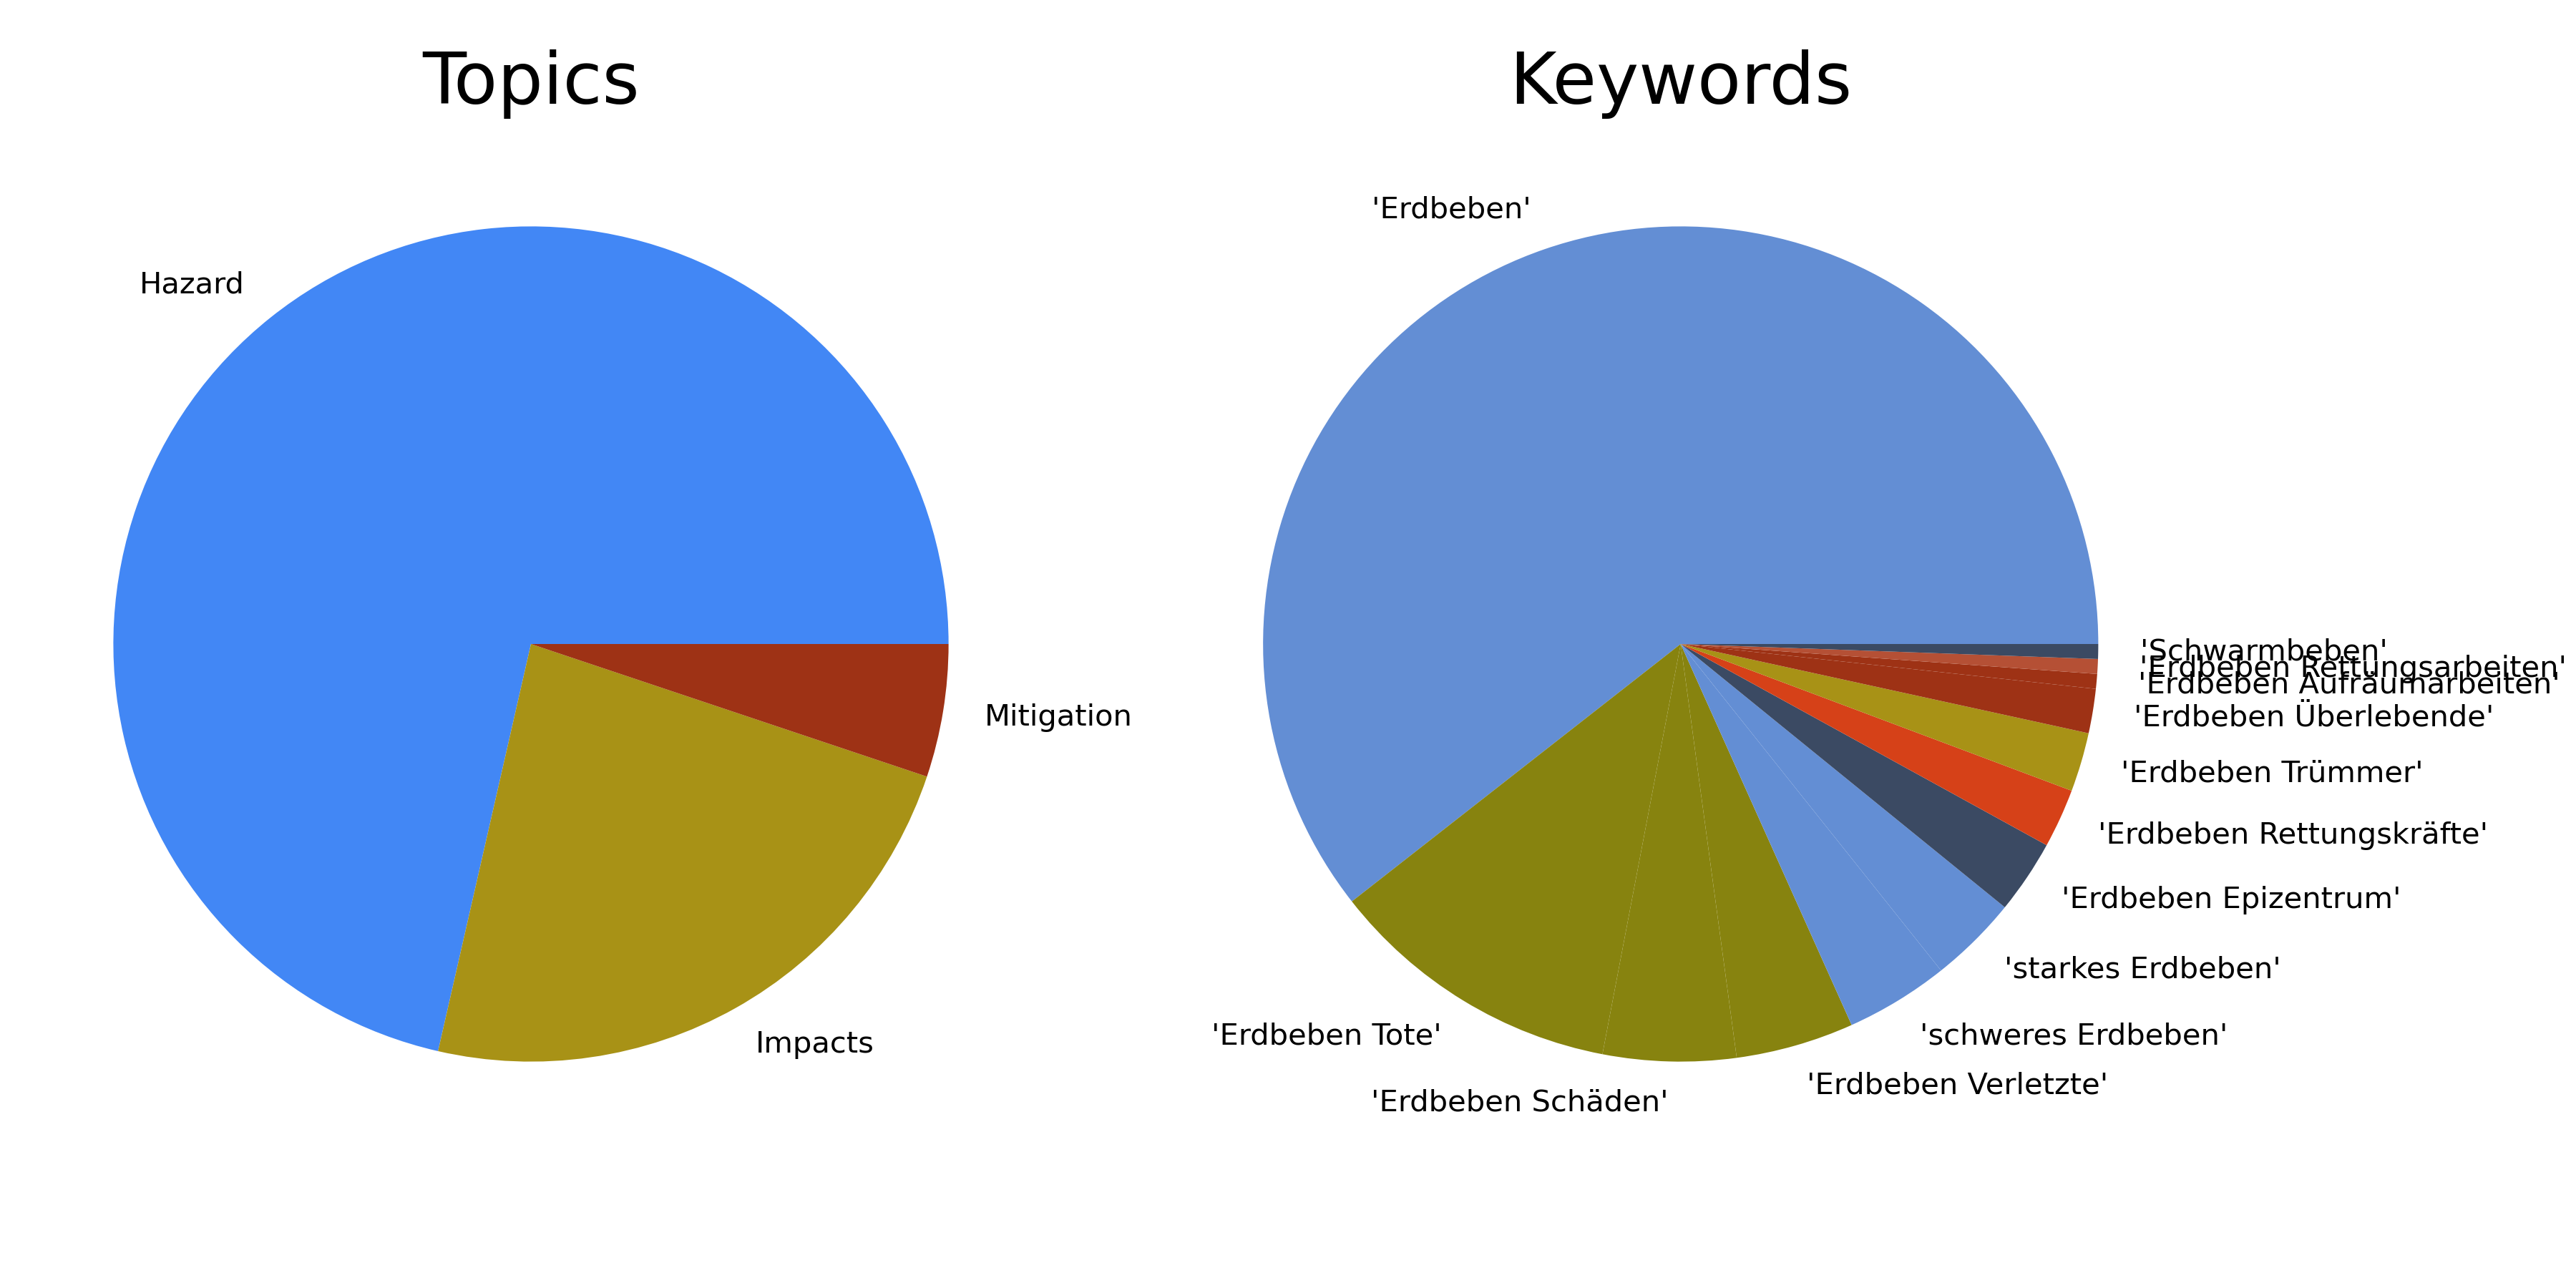 Topics
Hazard
Mitigation
Impacts
Keywords
'Erdbeben'
'Schwarmbeben'
'Erdbeben Rettungsarbeiten'
'Erdbeben Aufräumarbeiten'
'Erdbeben Überlebende'
'Erdbeben Trümmer'
'Erdbeben Rettungskräfte'
'Erdbeben Epizentrum'
'starkes Erdbeben'
'schweres Erdbeben'
'Erdbeben Verletzte'
'Erdbeben Schäden'
'Erdbeben Tote'